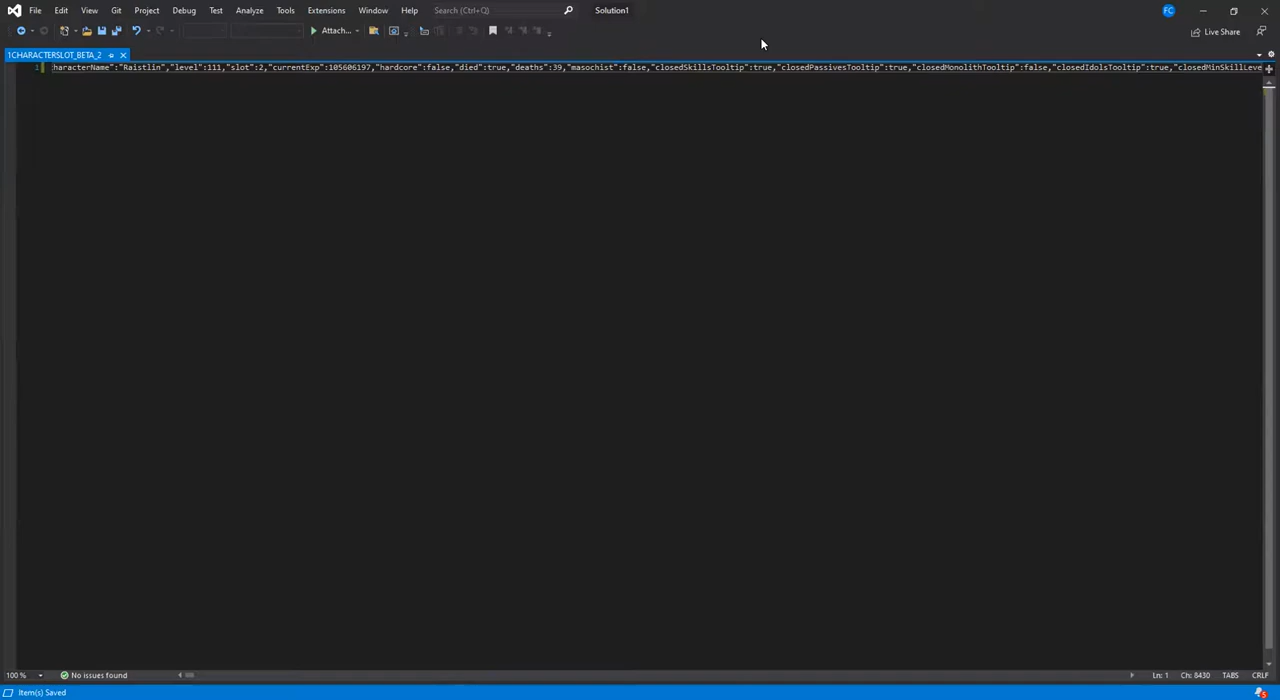 File Edit View Git Project Debug Test Analyze Tools Extensions Window Help Search (Ctrl+Q) Solution1 FC
Attach... Live Share
1CHARACTERSLOT_BETA_2
1 haracterName":"Raistlin","level":111,"slot":2,"currentExp":105606197,"hardcore":false,"died":true,"deaths":39,"masochist":false,"closedSkillsTooltip":true,"closedPassivesTooltip":true,"closedMonolithTooltip":false,"closedIdolsTooltip":true,"closedMinSkillLeve
100 % No issues found Ln: 1 Ch: 8430 TABS CRLF
Item(s) Saved